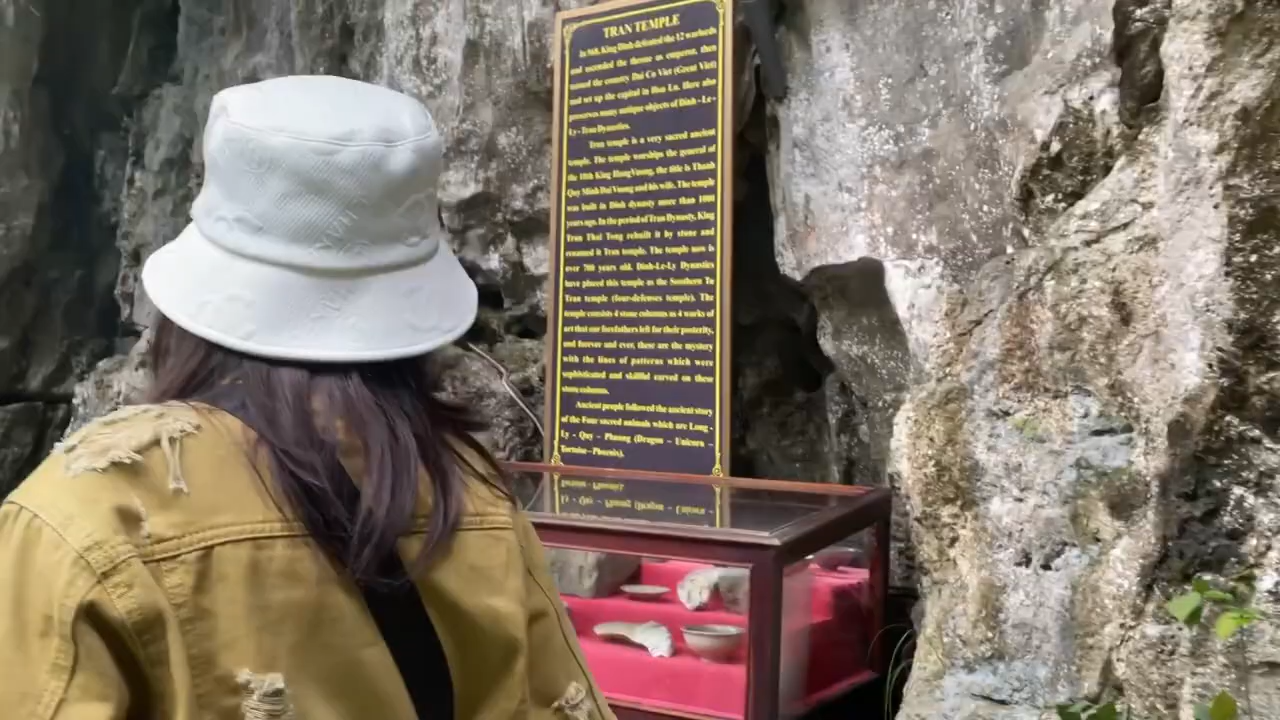 TRAN TEMPLE
In 968, King Dinh defeated the 12 warlords
and ascended the throne as emperor, then
named the country Dai Co Viet (Great Viet)
and set up the capital in Hoa Lu. Here also
preserves many antique objects of Dinh - Le -
Ly - Tran Dynasties.
Tran temple is a very sacred ancient
temple. The temple worships the general of
the 18th King HungVuong, the title is Thanh
Quy Minh Dai Vuong and his wife. The temple
was built in Dinh dynasty more than 1000
years ago. In the period of Tran Dynasty, King
Tran Thai Tong rebuilt it by stone and
renamed it Tran temple. The temple now is
over 700 years old. Dinh-Le-Ly Dynasties
have placed this temple as the Southern Tu
Tran temple (four-defenses temple). The
temple consists 4 stone columns as 4 works of
art that our forefathers left for their posterity,
and forever and ever, these are the mystery
with the lines of patterns which were
sophisticated and skillful carved on these
stone columns.
Ancient people followed the ancient story
of the Four sacred animals which are Long -
Ly - Quy - Phuong (Dragon - Unicorn -
Tortoise - Phoenix).